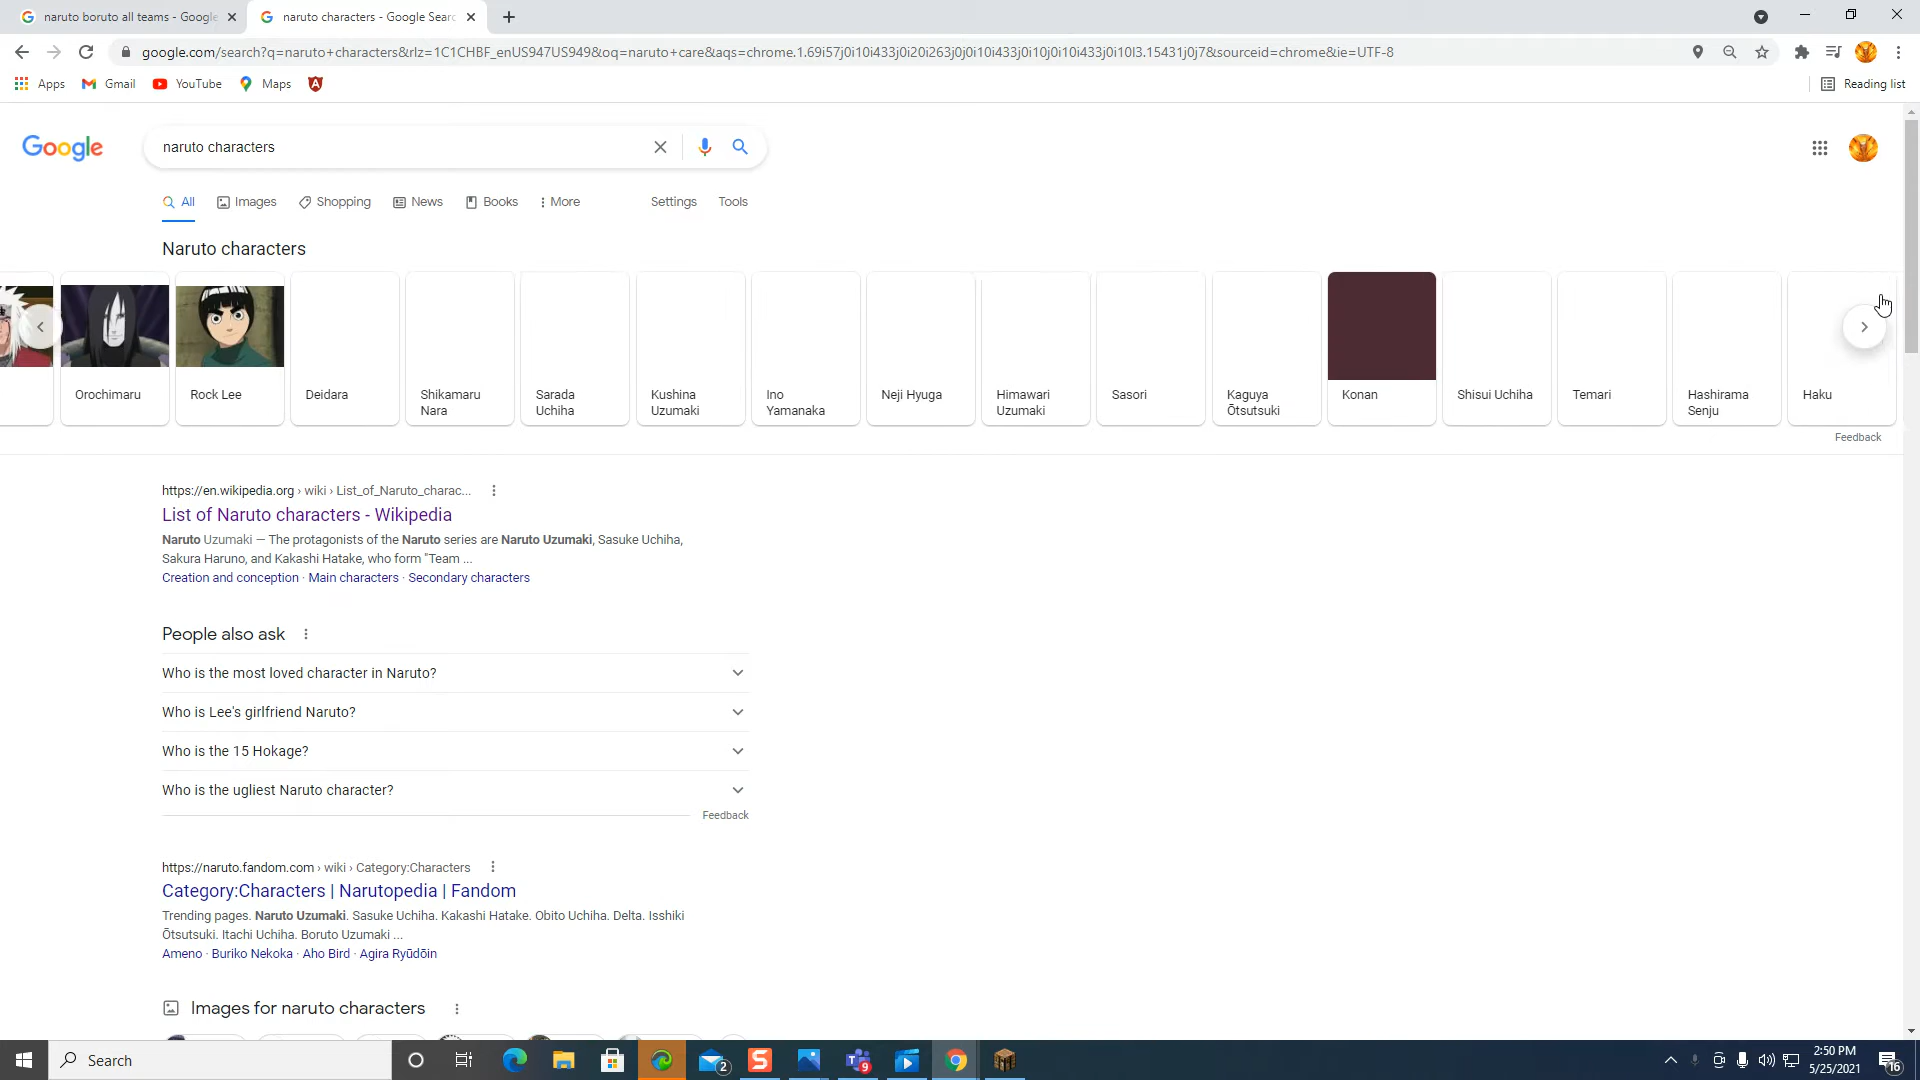 naruto boruto all teams - Google
naruto characters - Google Searc
google.com/search?q=naruto+characters&rlz=1C1CHBF_enUS947US949&oq=naruto+care&aqs=chrome.1.69i57j0i10i433j0i20i263j0j0i10i433j0i10j0i10i433j0i10l3.15431j0j7&sourceid=chrome&ie=UTF-8
Apps Gmail YouTube Maps Reading list
Google naruto characters
All Images Shopping News Books More Settings Tools
Naruto characters
Orochimaru
Rock Lee
Deidara
Shikamaru
Nara
Sarada
Uchiha
Kushina
Uzumaki
Ino
Yamanaka
Neji Hyuga
Himawari
Uzumaki
Sasori
Kaguya
Ōtsutsuki
Konan
Shisui Uchiha
Temari
Hashirama
Senju
Haku
Feedback
https://en.wikipedia.org › wiki › List_of_Naruto_charac...
List of Naruto characters - Wikipedia
Naruto Uzumaki — The protagonists of the Naruto series are Naruto Uzumaki, Sasuke Uchiha,
Sakura Haruno, and Kakashi Hatake, who form "Team ...
Creation and conception · Main characters · Secondary characters
People also ask
Who is the most loved character in Naruto?
Who is Lee's girlfriend Naruto?
Who is the 15 Hokage?
Who is the ugliest Naruto character?
Feedback
https://naruto.fandom.com › wiki › Category:Characters
Category:Characters | Narutopedia | Fandom
Trending pages. Naruto Uzumaki. Sasuke Uchiha. Kakashi Hatake. Obito Uchiha. Delta. Isshiki
Ōtsutsuki. Itachi Uchiha. Boruto Uzumaki ...
Ameno · Buriko Nekoka · Aho Bird · Agira Ryūdōin
Images for naruto characters
Search
2
S
9
2:50 PM
5/25/2021
16